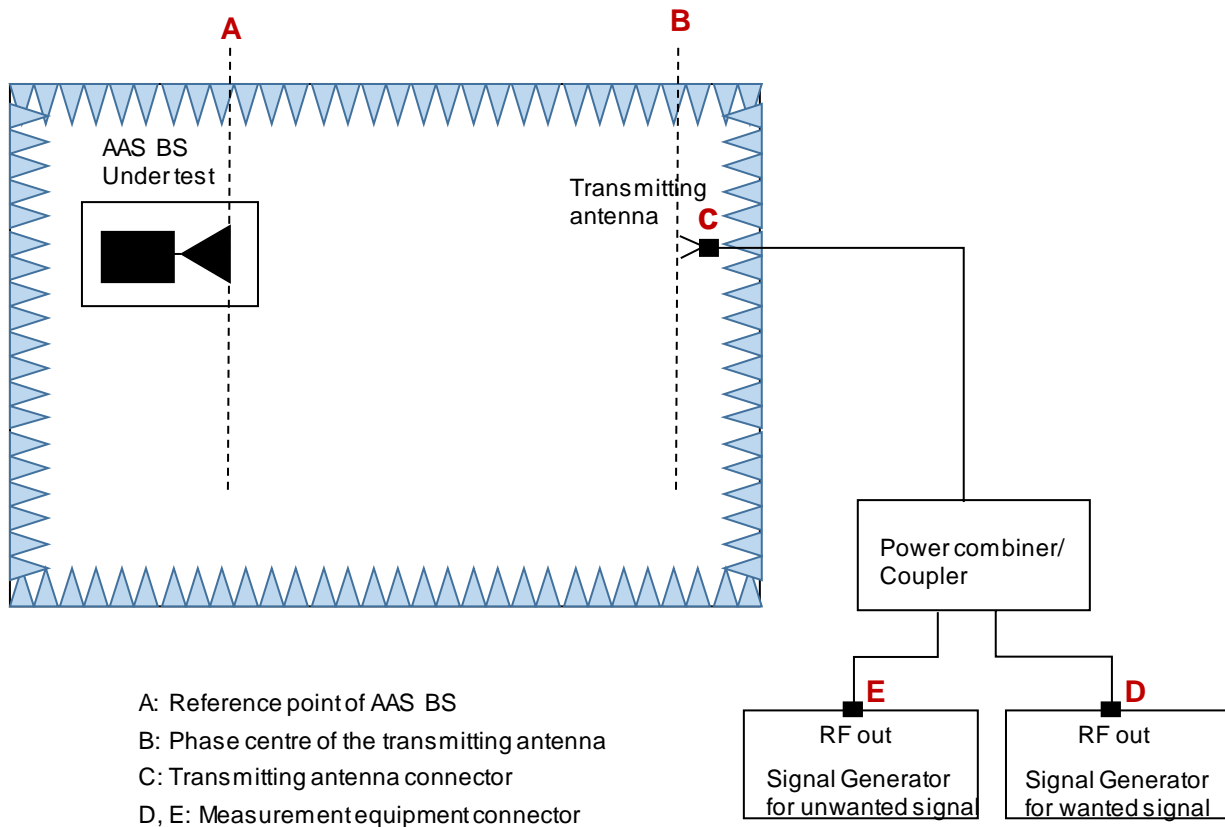 A
B
AAS BS
Under test
Transmitting
antenna
C
Power combiner/
Coupler
E
D
RF out
RF out
Signal Generator
for unwanted signal
Signal Generator
for wanted signal
A: Reference point of AAS BS
B: Phase centre of the transmitting antenna
C: Transmitting antenna connector
D, E: Measurement equipment connector